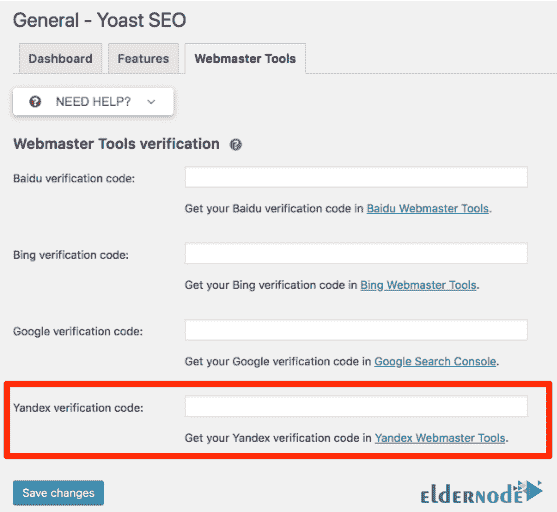 General - Yoast SEO
Dashboard Features Webmaster Tools
NEED HELP?
Webmaster Tools verification
Baidu verification code:
Get your Baidu verification code in Baidu Webmaster Tools.
Bing verification code:
Get your Bing verification code in Bing Webmaster Tools.
Google verification code:
Get your Google verification code in Google Search Console.
Yandex verification code:
Get your Yandex verification code in Yandex Webmaster Tools.
Save changes
ELDERNODE